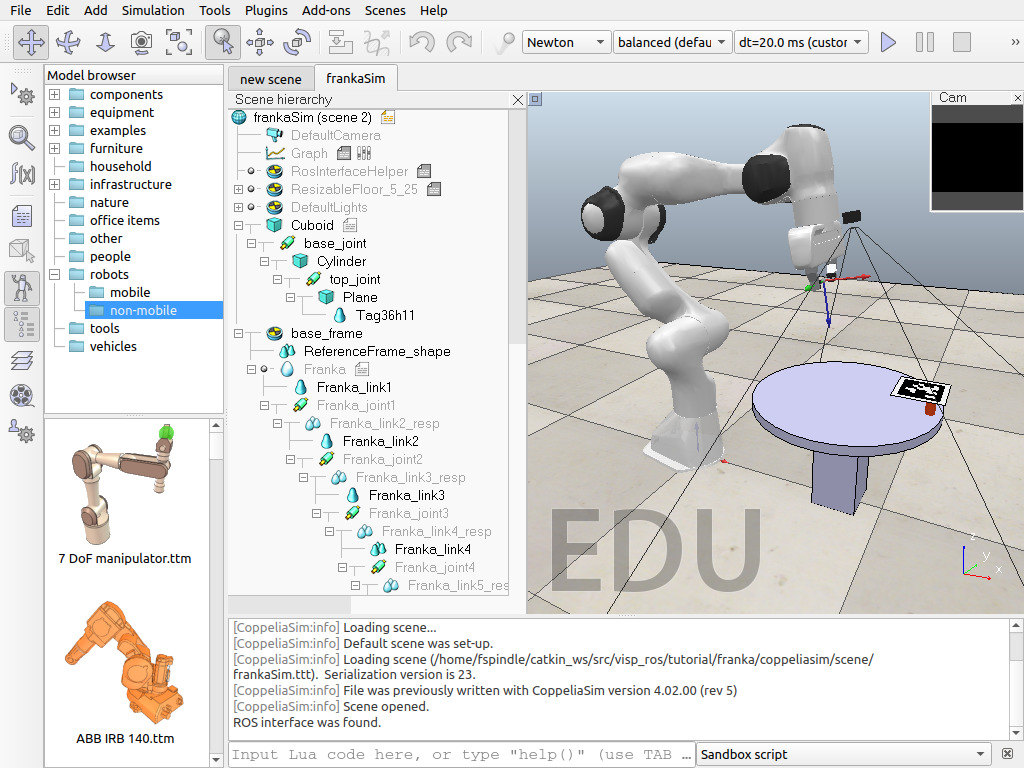 File Edit Add Simulation Tools Plugins Add-ons Scenes Help
Newton balanced (defau dt=20.0 ms (custor »
Model browser
components
equipment
examples
furniture
household
infrastructure
nature
office items
other
people
robots
mobile
non-mobile
tools
vehicles
7 DoF manipulator.ttm
ABB IRB 140.ttm
new scene frankaSim
Scene hierarchy
frankaSim (scene 2)
DefaultCamera
Graph
RosInterfaceHelper
ResizableFloor_5_25
DefaultLights
Cuboid
base_joint
Cylinder
top_joint
Plane
Tag36h11
base_frame
ReferenceFrame_shape
Franka
Franka_link1
Franka_joint1
Franka_link2_resp
Franka_link2
Franka_joint2
Franka_link3_resp
Franka_link3
Franka_joint3
Franka_link4_resp
Franka_link4
Franka_joint4
Franka_link5_res
Cam
EDU
z
y
x
[CoppeliaSim:info] Loading scene...
[CoppeliaSim:info] Default scene was set-up.
[CoppeliaSim:info] Loading scene (/home/fspindle/catkin_ws/src/visp_ros/tutorial/franka/coppeliasim/scene/
frankaSim.ttt). Serialization version is 23.
[CoppeliaSim:info] File was previously written with CoppeliaSim version 4.02.00 (rev 5)
[CoppeliaSim:info] Scene opened.
ROS interface was found.
Input Lua code here, or type "help()" (use TAB ... Sandbox script